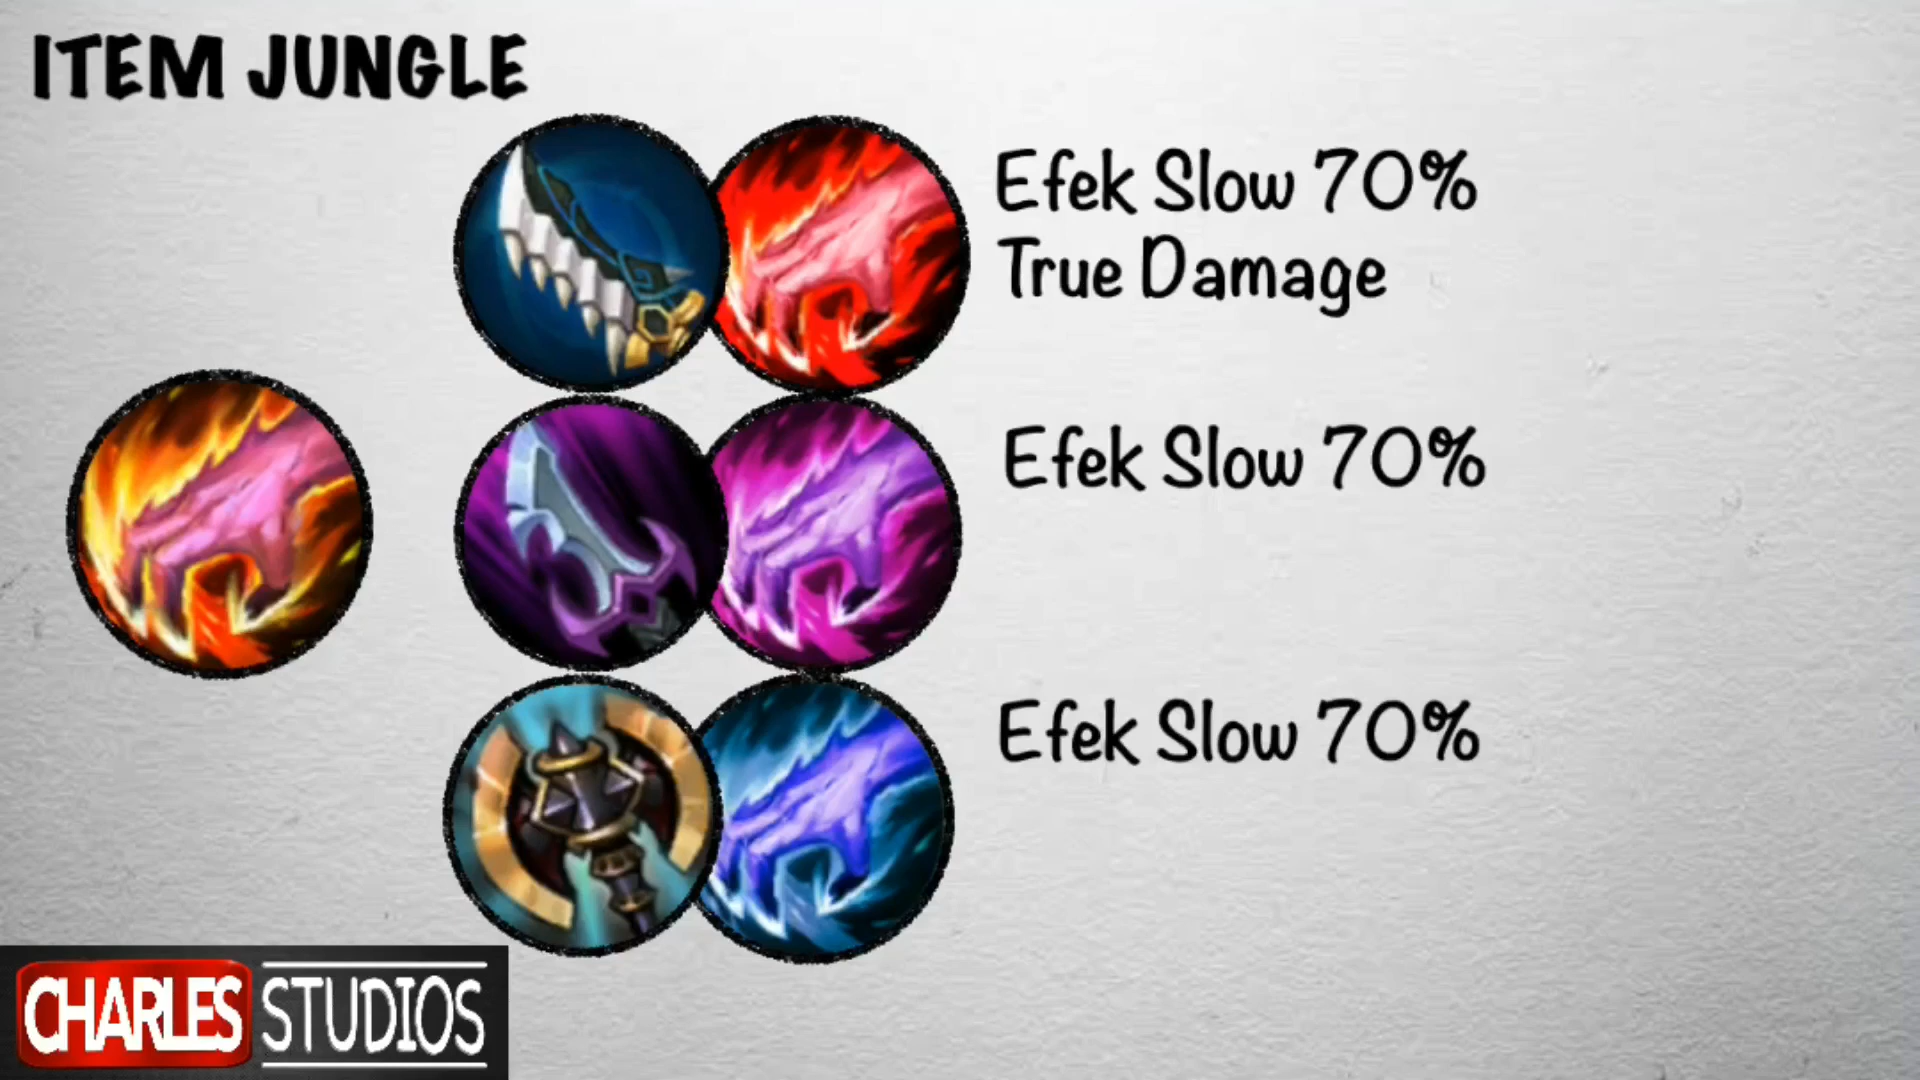 ITEM JUNGLE
Efek Slow 70%
True Damage
Efek Slow 70%
Efek Slow 70%
CHARLES STUDIOS